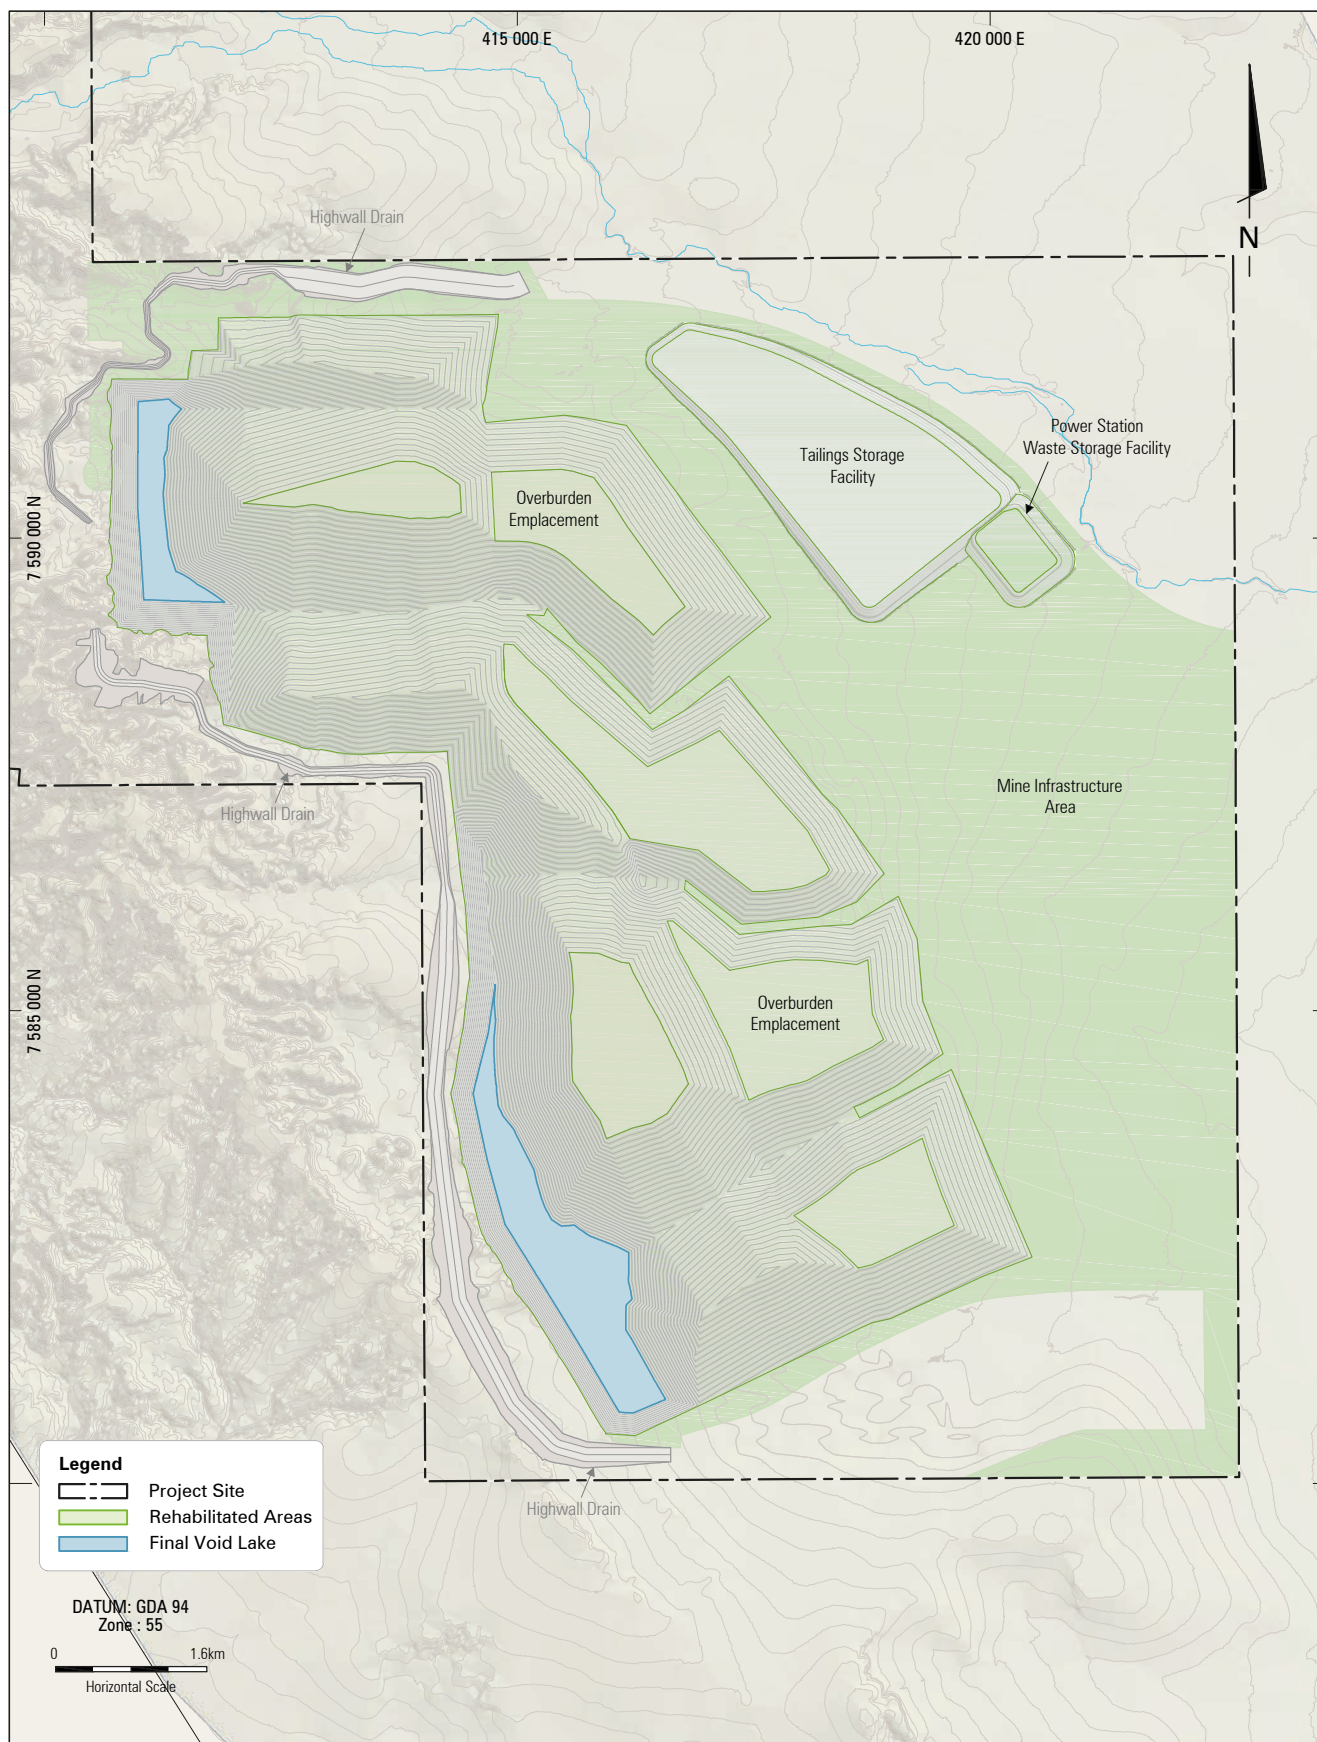 415 000 E
420 000 E
N
Highwall Drain
Power Station
Waste Storage Facility
Tailings Storage
Facility
Overburden
Emplacement
7 590 000 N
Mine Infrastructure
Area
Highwall Drain
7 585 000 N
Overburden
Emplacement
Legend
Project Site
Rehabilitated Areas
Final Void Lake
Highwall Drain
DATUM: GDA 94
Zone : 55
0 1.6km
Horizontal Scale